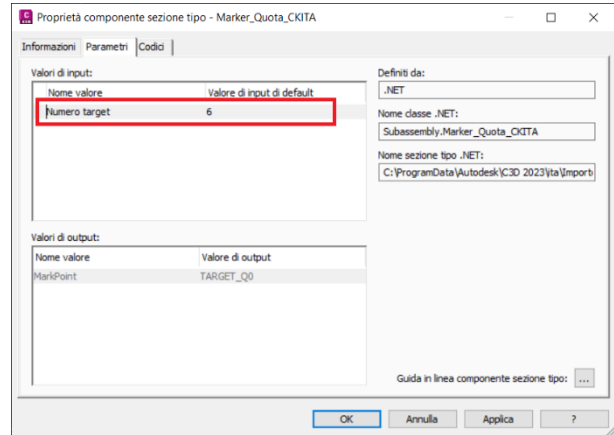 Proprietà componente sezione tipo - Marker_Quota_CKITA
Informazioni Parametri Codici
Valori di input:
Nome valore Valore di input di default
Numero target 6
Definiti da:
.NET
Nome classe .NET:
Subassembly.Marker_Quota_CKITA
Nome sezione tipo .NET:
C:\ProgramData\Autodesk\C3D 2023\ita\Importe
Valori di output:
Nome valore Valore di output
MarkPoint TARGET_Q0
Guida in linea componente sezione tipo: ...
OK Annulla Applica ?